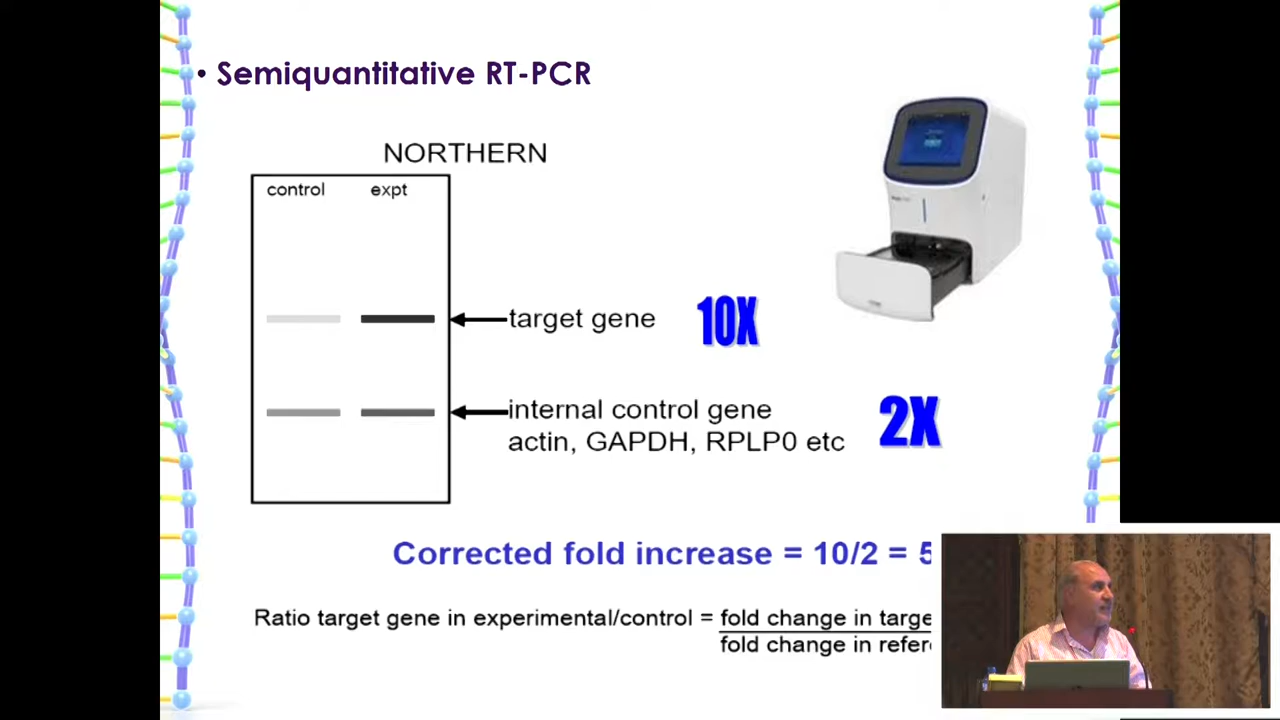 • Semiquantitative RT-PCR
NORTHERN
control expt
target gene 10X
internal control gene
actin, GAPDH, RPLP0 etc 2X
Corrected fold increase = 10/2 = 5
Ratio target gene in experimental/control = fold change in targe
fold change in refer